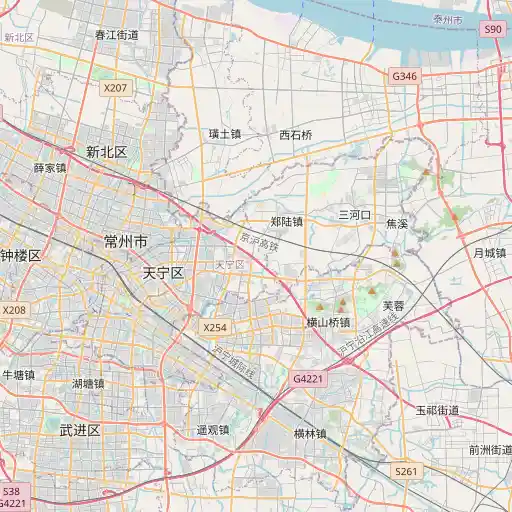 春江街道
泰州市
S90
新北区
G346
X207
璜土镇
西石桥
新北区
薛家镇
三河口
郑陆镇
焦溪
常州市
京沪高铁
钟楼区
月城镇
天宁区
天宁区
X208
芙蓉
横山桥镇
X254
沪宁沿江高速线
沪宁城际线
牛塘镇
G4221
湖塘镇
玉祁街道
武进区
遥观镇
横林镇
前洲街道
S261
S38
G4221